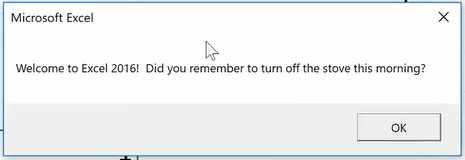 Microsoft Excel
Welcome to Excel 2016!  Did you remember to turn off the stove this morning?
OK